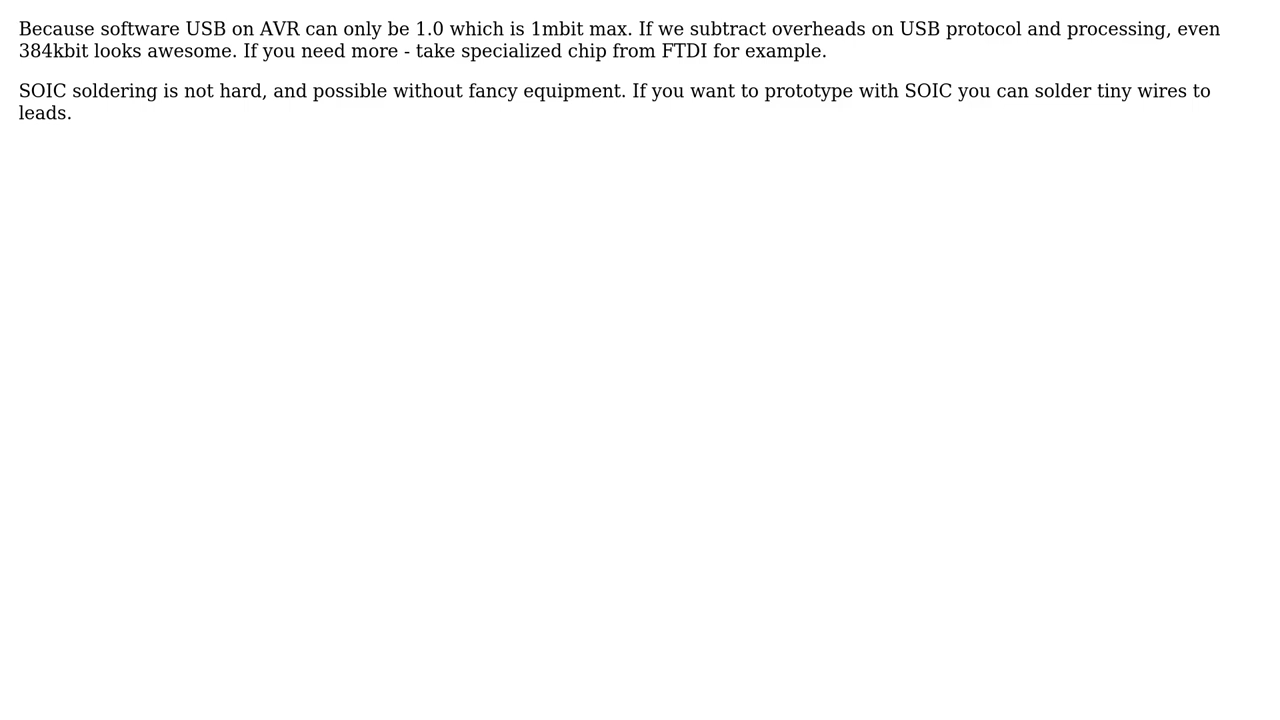 Because software USB on AVR can only be 1.0 which is 1mbit max. If we subtract overheads on USB protocol and processing, even
384kbit looks awesome. If you need more - take specialized chip from FTDI for example.
SOIC soldering is not hard, and possible without fancy equipment. If you want to prototype with SOIC you can solder tiny wires to
leads.